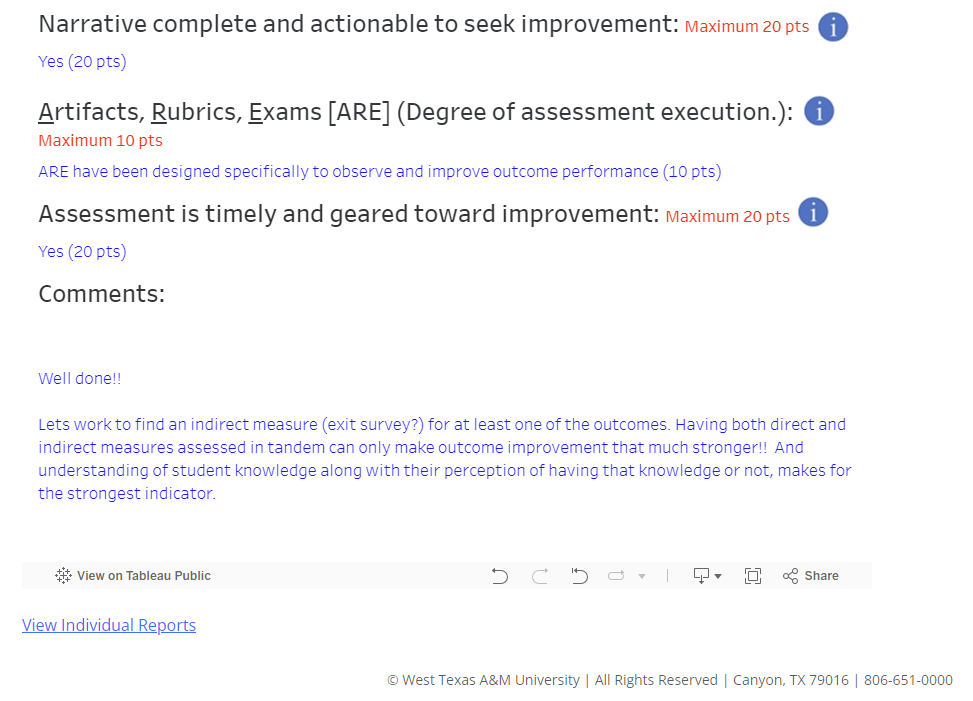 Narrative complete and actionable to seek improvement: Maximum 20 pts i
Yes (20 pts)
Artifacts, Rubrics, Exams [ARE] (Degree of assessment execution.): i
Maximum 10 pts
ARE have been designed specifically to observe and improve outcome performance (10 pts)
Assessment is timely and geared toward improvement: Maximum 20 pts i
Yes (20 pts)
Comments:
Well done!!
Lets work to find an indirect measure (exit survey?) for at least one of the outcomes. Having both direct and
indirect measures assessed in tandem can only make outcome improvement that much stronger!!  And
understanding of student knowledge along with their perception of having that knowledge or not, makes for
the strongest indicator.
View on Tableau Public Share
View Individual Reports
© West Texas A&M University | All Rights Reserved | Canyon, TX 79016 | 806-651-0000